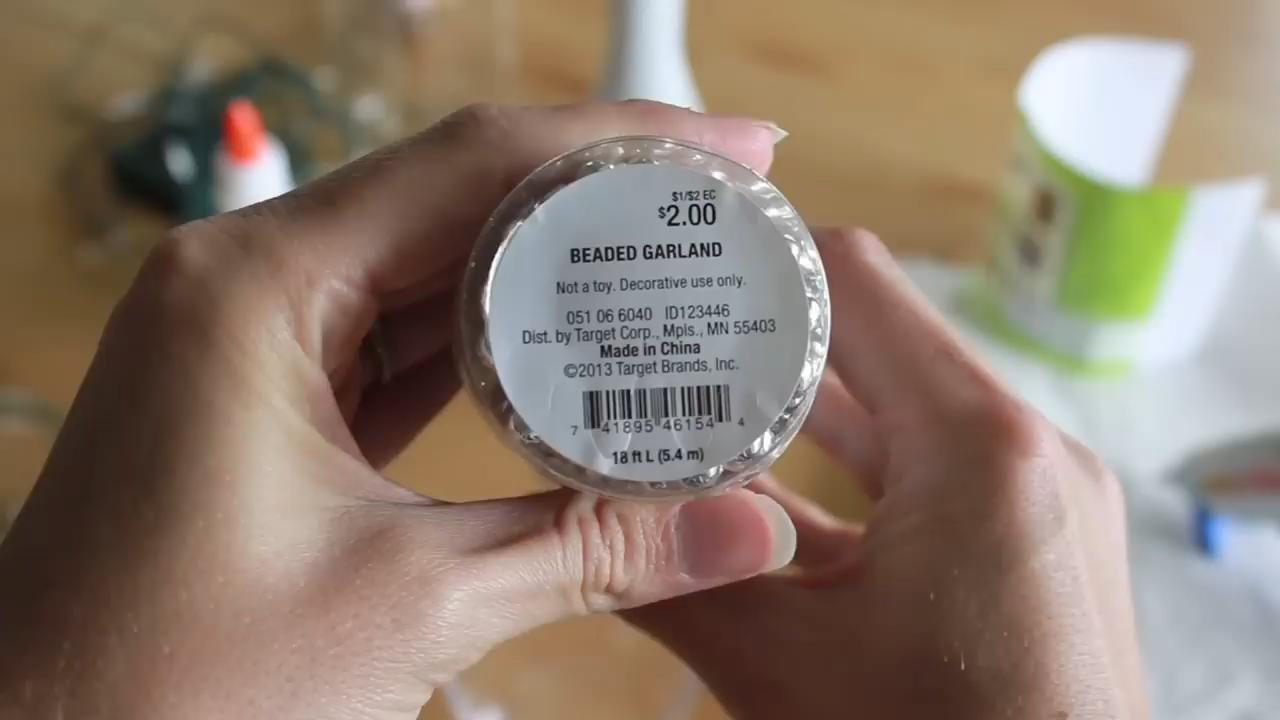 $1/$2 EC
$2.00
BEADED GARLAND
Not a toy. Decorative use only.
051 06 6040 ID123446
Dist. by Target Corp., Mpls., MN 55403
Made in China
©2013 Target Brands, Inc.
7 41895 46154 4
18 ft L (5.4 m)